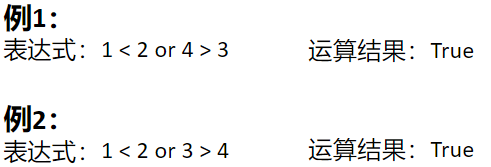 例1：
表达式：1 < 2 or 4 > 3 运算结果：True
例2：
表达式：1 < 2 or 3 > 4 运算结果：True